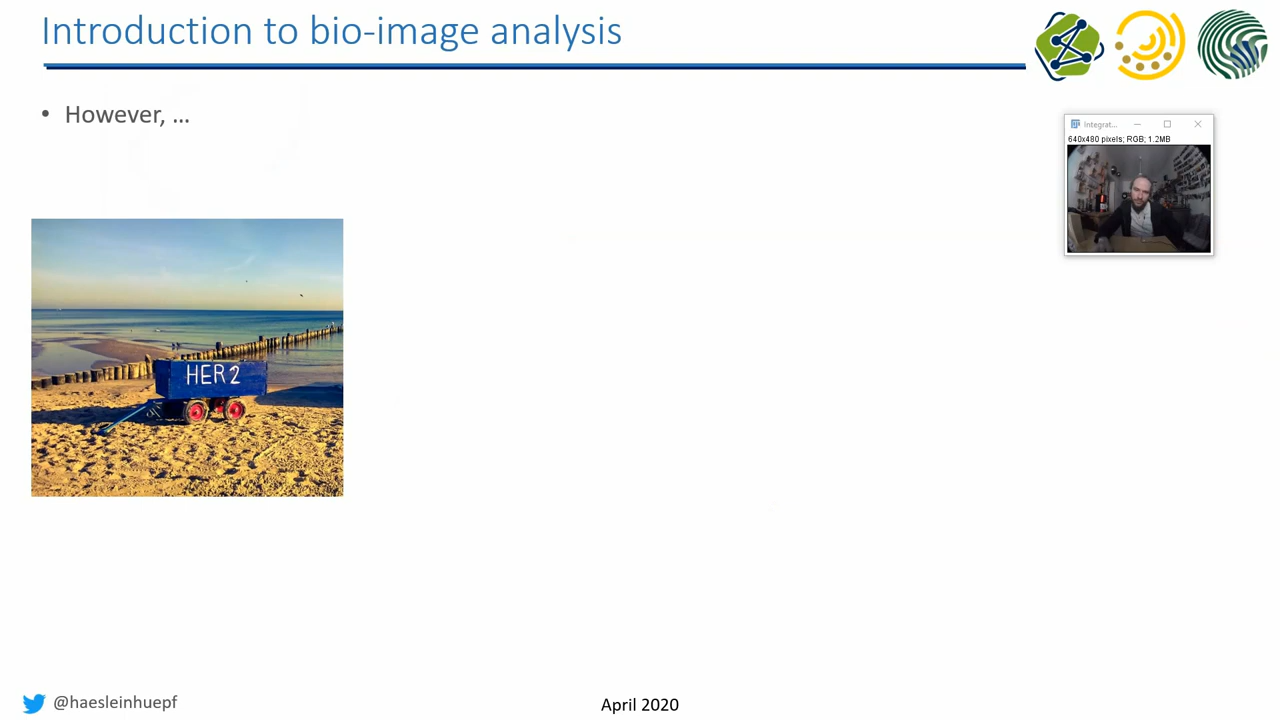 Introduction to bio-image analysis
• However, ...
Integrat...
640x480 pixels; RGB; 1.2MB
HER 2
@haesleinhuepf
April 2020